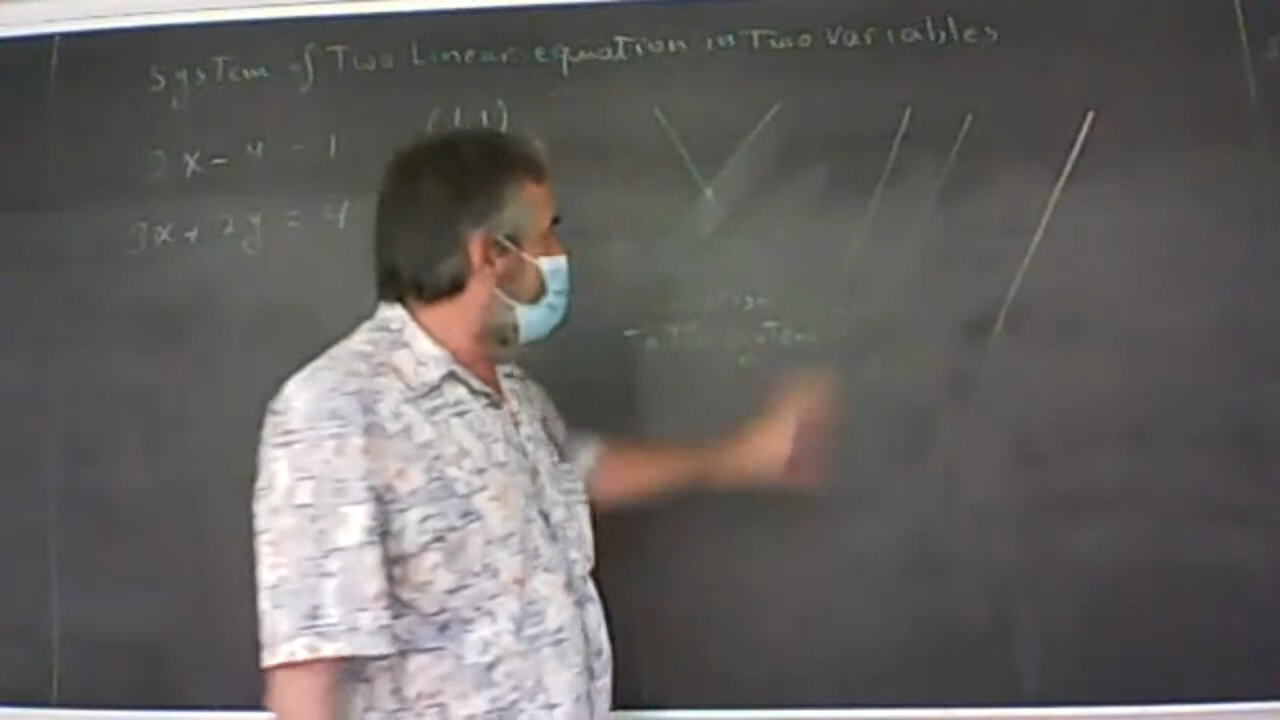 System of Two Linear equation in Two Variables
(1,1)
2x - y = 1
3x + 2y = 4